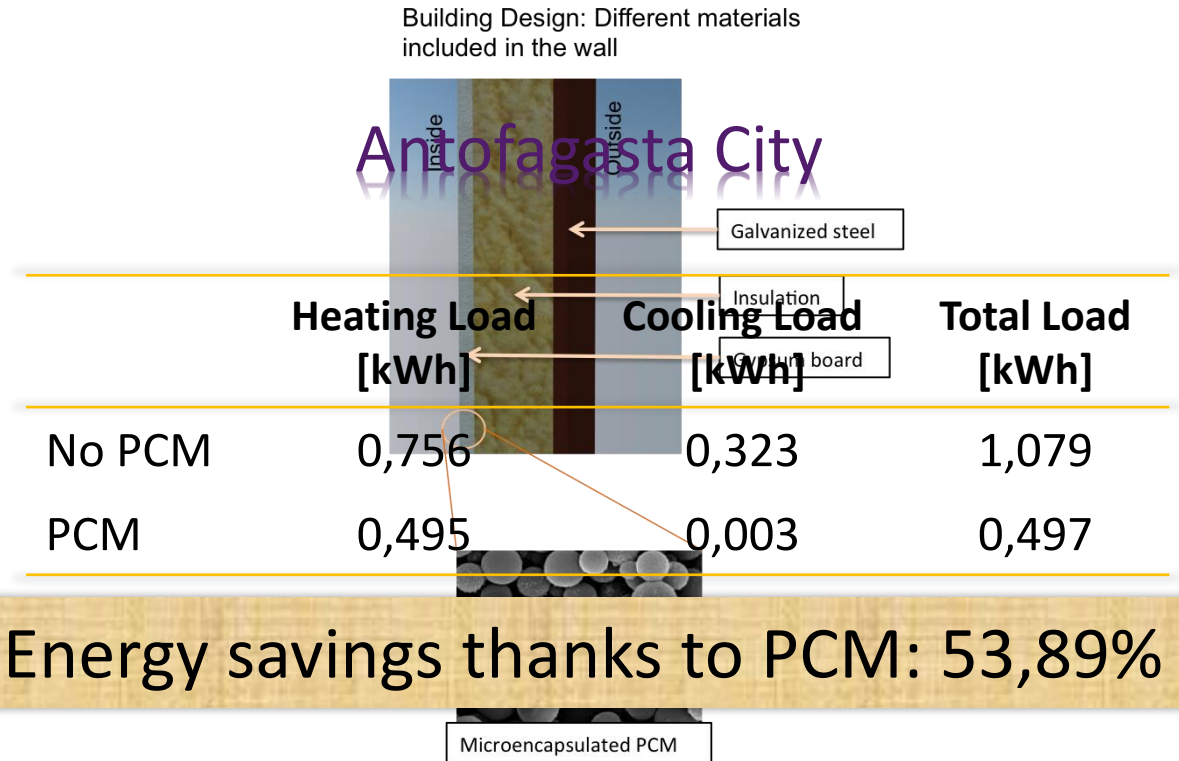 Building Design: Different materials
included in the wall
Inside
Outside
Antofagasta City
Galvanized steel
Insulation
Gypsum board
Heating Load Cooling Load Total Load
[kWh] [kWh] [kWh]
No PCM 0,756 0,323 1,079
PCM 0,495 0,003 0,497
Energy savings thanks to PCM: 53,89%
Microencapsulated PCM